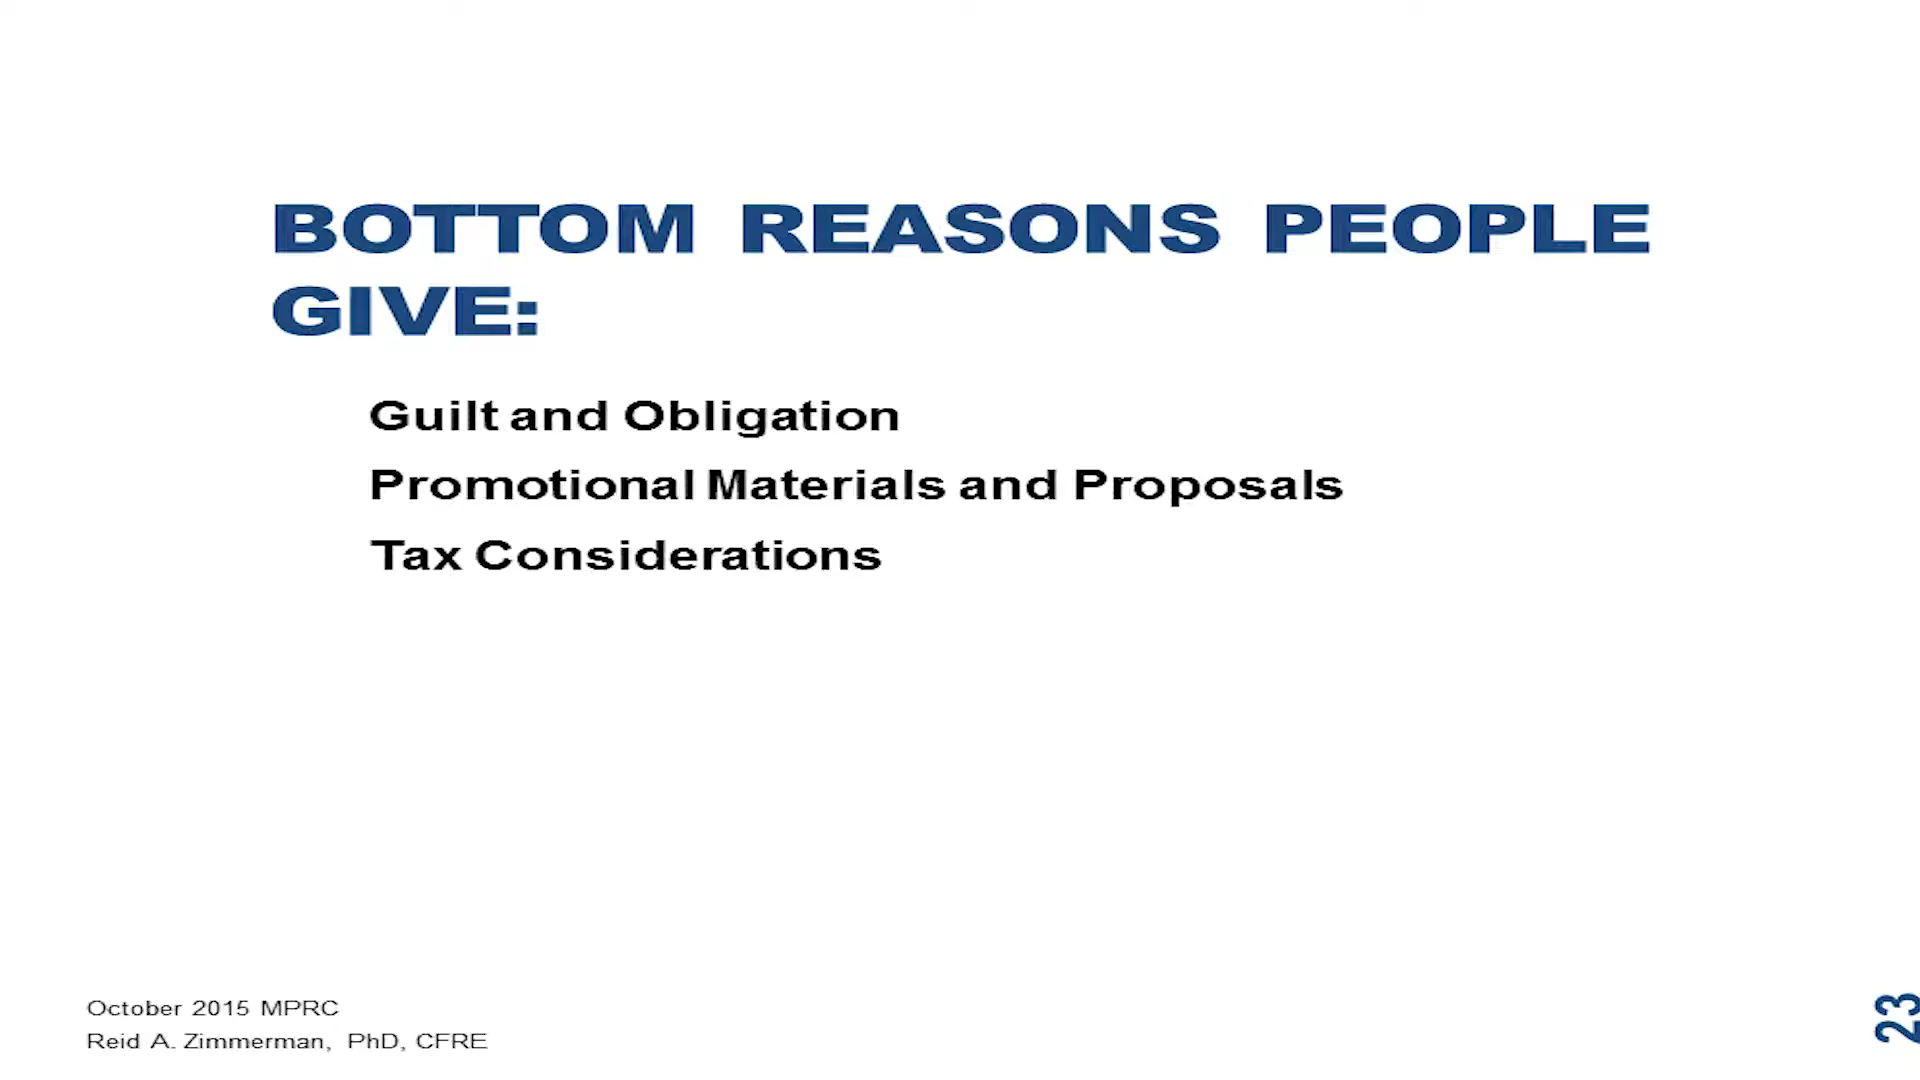 BOTTOM REASONS PEOPLE
GIVE:
Guilt and Obligation
Promotional Materials and Proposals
Tax Considerations
October 2015 MPRC
Reid A. Zimmerman, PhD, CFRE
23